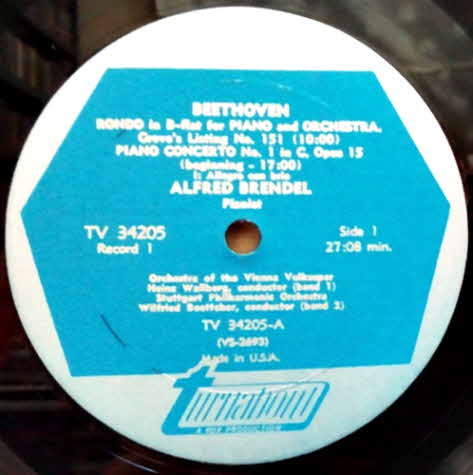 BEETHOVEN
RONDO in B-flat for PIANO and ORCHESTRA.
Grove's Listing No. 151 (10:00)
PIANO CONCERTO No. 1 in C, Opus 15
(beginning - 17:00)
I: Allegro con brio
ALFRED BRENDEL
Pianist
TV 34205
Record 1
Side 1
27:08 min.
Orchestra of the Vienna Volksoper
Heinz Wallberg, conductor (band 1)
Stuttgart Philharmonic Orchestra
Wilfried Boettcher, conductor (band 2)
TV 34205-A
(VS-2693)
Made in U.S.A.
turnabout
A VOX PRODUCTION